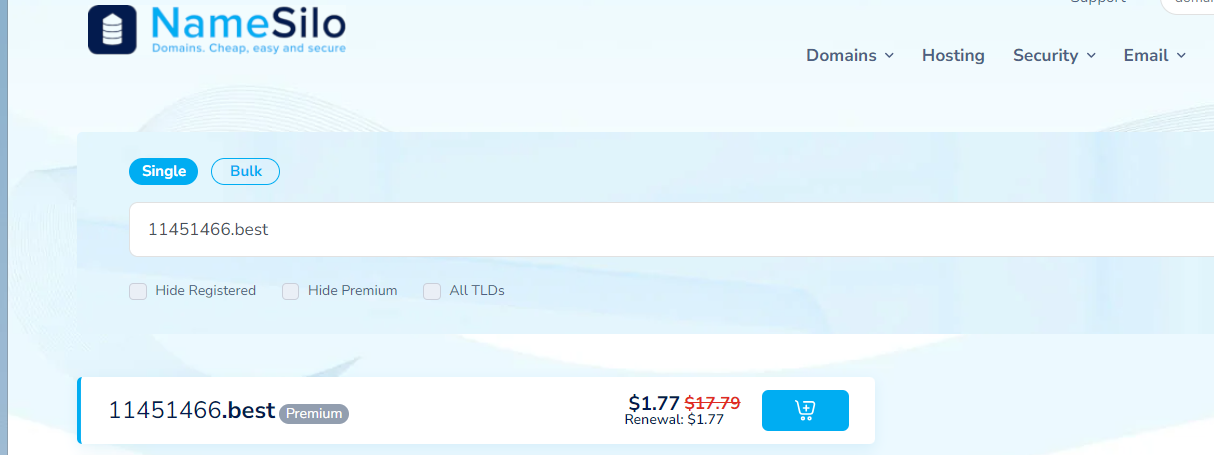 Support
NameSilo
Domains. Cheap, easy and secure
Domains Hosting Security Email
Single Bulk
11451466.best
Hide Registered Hide Premium All TLDs
11451466.best Premium $1.77 $17.79
Renewal: $1.77